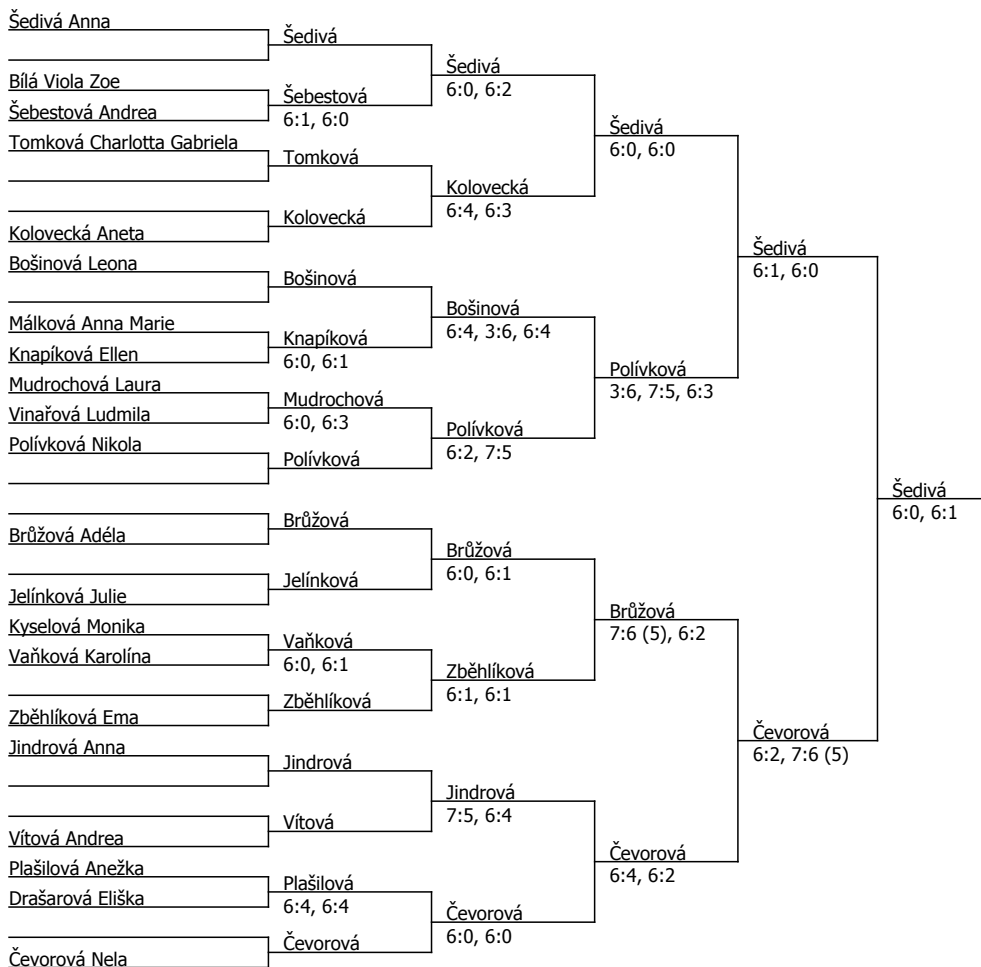 Šedivá Anna
Šedivá
Šedivá
6:0, 6:2
Bílá Viola Zoe
Šebestová
6:1, 6:0
Šebestová Andrea
Šedivá
6:0, 6:0
Tomková Charlotta Gabriela
Tomková
Kolovecká
6:4, 6:3
Kolovecká
Kolovecká Aneta
Šedivá
6:1, 6:0
Bošinová Leona
Bošinová
Bošinová
6:4, 3:6, 6:4
Málková Anna Marie
Knapíková
6:0, 6:1
Knapíková Ellen
Polívková
3:6, 7:5, 6:3
Mudrochová Laura
Mudrochová
6:0, 6:3
Vinařová Ludmila
Polívková
6:2, 7:5
Polívková Nikola
Polívková
Šedivá
6:0, 6:1
Brůžová
Brůžová Adéla
Brůžová
6:0, 6:1
Jelínková
Jelínková Julie
Brůžová
7:6 (5), 6:2
Kyselová Monika
Vaňková
6:0, 6:1
Vaňková Karolína
Zběhlíková
6:1, 6:1
Zběhlíková
Zběhlíková Ema
Čevorová
6:2, 7:6 (5)
Jindrová Anna
Jindrová
Jindrová
7:5, 6:4
Vítová
Vítová Andrea
Čevorová
6:4, 6:2
Plašilová Anežka
Plašilová
6:4, 6:4
Drašarová Eliška
Čevorová
6:0, 6:0
Čevorová
Čevorová Nela